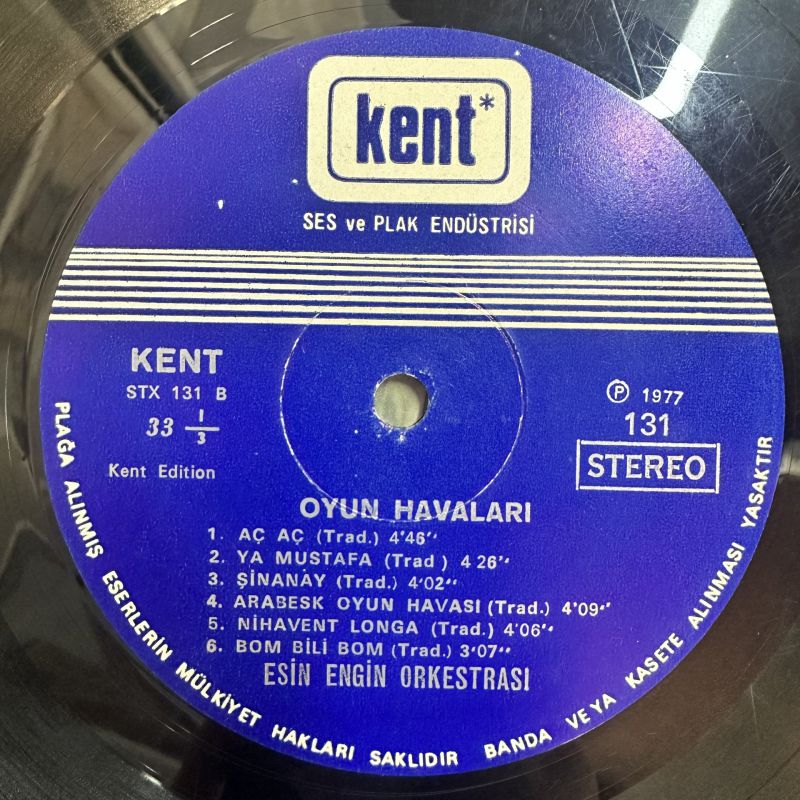 kent*
SES ve PLAK ENDÜSTRİSİ
KENT
STX 131 B
33 1/3
Kent Edition
Ⓟ 1977
131
STEREO
OYUN HAVALARI
1. AÇ AÇ (Trad.) 4'46''
2. YA MUSTAFA (Trad ) 4 26''
3. ŞİNANAY (Trad.) 4'02''
4. ARABESK OYUN HAVASI (Trad.) 4'09''
5. NİHAVENT LONGA (Trad.) 4'06''
6. BOM BİLİ BOM (Trad.) 3'07''
ESİN ENGİN ORKESTRASI
PLAĞA ALINMIŞ ESERLERİN MÜLKİYET HAKLARI SAKLIDIR BANDA VEYA KASETE ALINMASI YASAKTIR